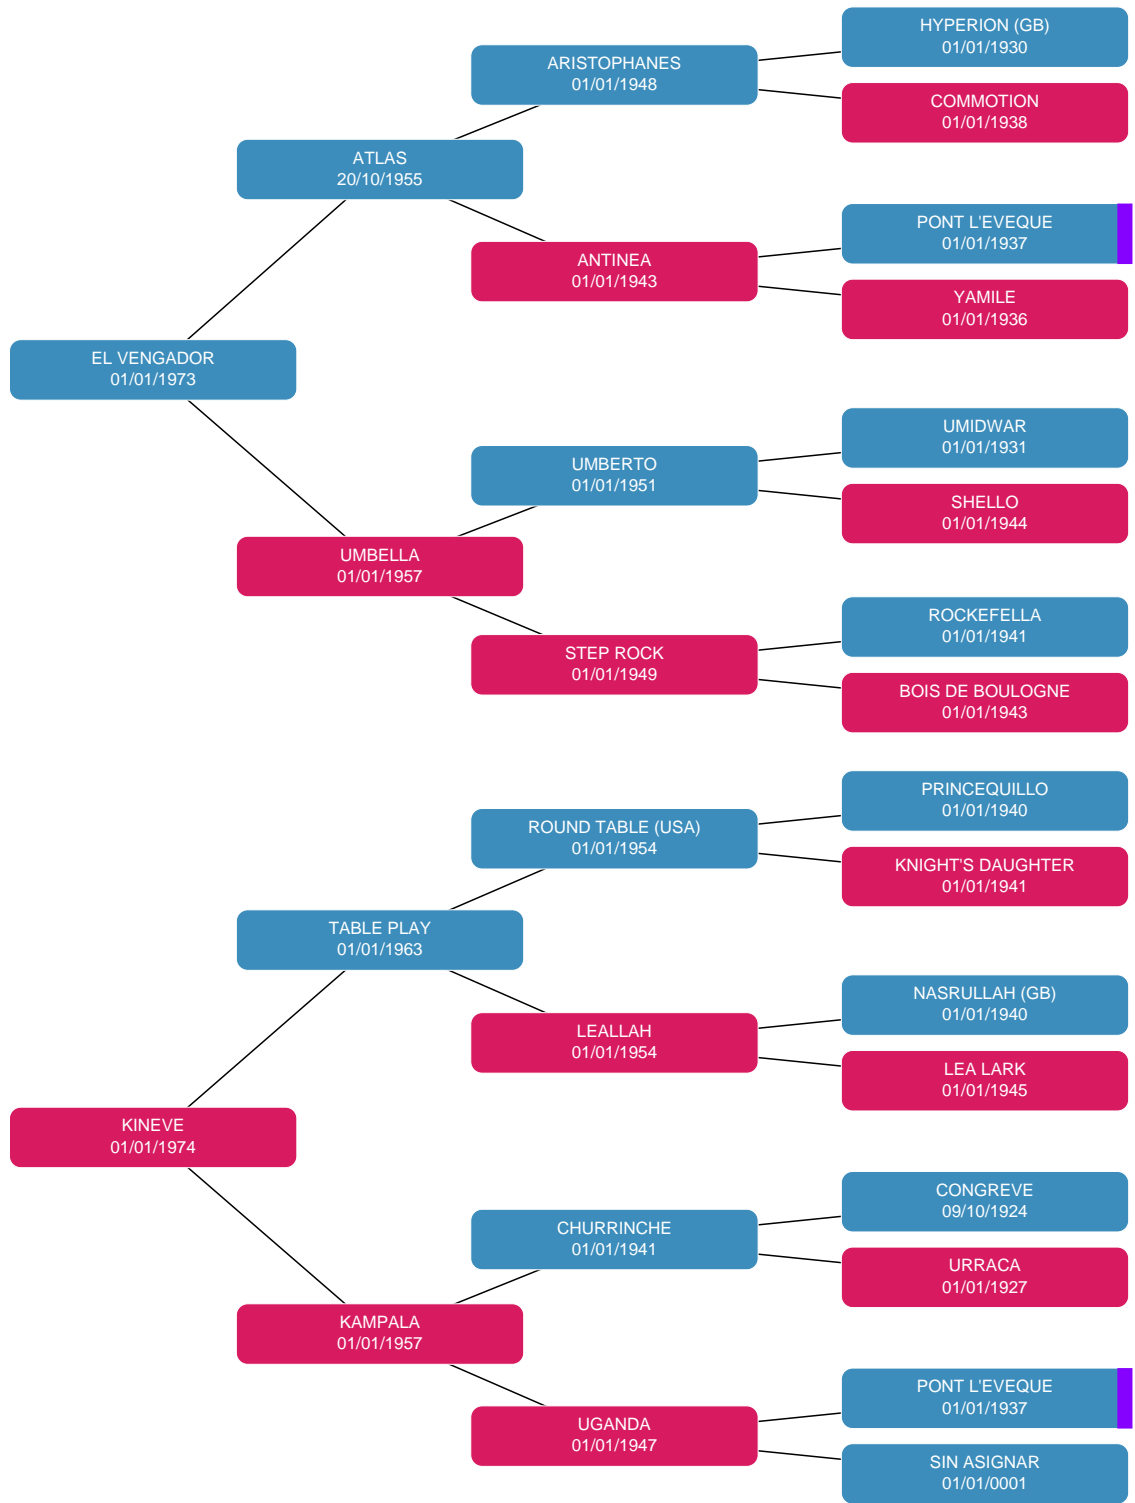 HYPERION (GB)
01/01/1930
ARISTOPHANES
01/01/1948
COMMOTION
01/01/1938
ATLAS
20/10/1955
PONT L'EVEQUE
01/01/1937
ANTINEA
01/01/1943
YAMILE
01/01/1936
EL VENGADOR
01/01/1973
UMIDWAR
01/01/1931
UMBERTO
01/01/1951
SHELLO
01/01/1944
UMBELLA
01/01/1957
ROCKEFELLA
01/01/1941
STEP ROCK
01/01/1949
BOIS DE BOULOGNE
01/01/1943
PRINCEQUILLO
01/01/1940
ROUND TABLE (USA)
01/01/1954
KNIGHT'S DAUGHTER
01/01/1941
TABLE PLAY
01/01/1963
NASRULLAH (GB)
01/01/1940
LEALLAH
01/01/1954
LEA LARK
01/01/1945
KINEVE
01/01/1974
CONGREVE
09/10/1924
CHURRINCHE
01/01/1941
URRACA
01/01/1927
KAMPALA
01/01/1957
PONT L'EVEQUE
01/01/1937
UGANDA
01/01/1947
SIN ASIGNAR
01/01/0001